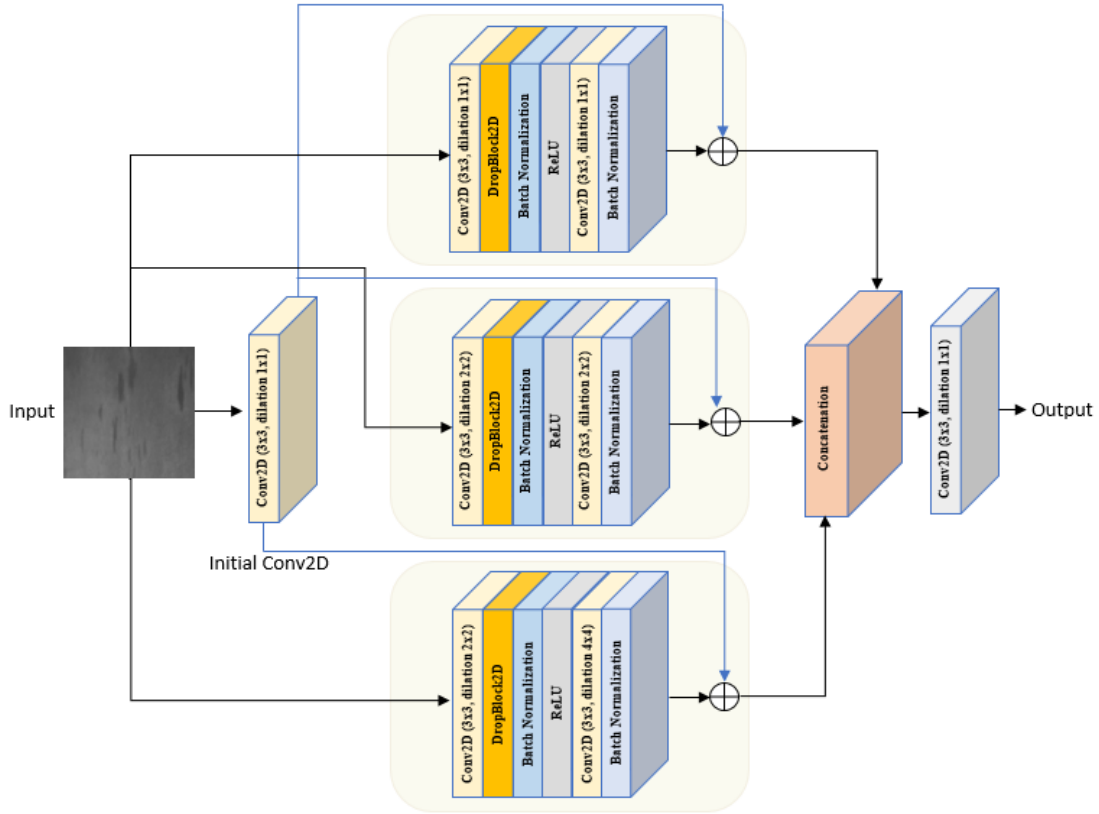 Conv2D (3x3, dilation 1x1)
DropBlock2D
Batch Normalization
ReLU
Conv2D (3x3, dilation 1x1)
Batch Normalization
Input
Conv2D (3x3, dilation 1x1)
Initial Conv2D
Conv2D (3x3, dilation 2x2)
DropBlock2D
Batch Normalization
ReLU
Conv2D (3x3, dilation 2x2)
Batch Normalization
Conv2D (3x3, dilation 2x2)
DropBlock2D
Batch Normalization
ReLU
Conv2D (3x3, dilation 4x4)
Batch Normalization
Concatenation
Conv2D (3x3, dilation 1x1)
Output